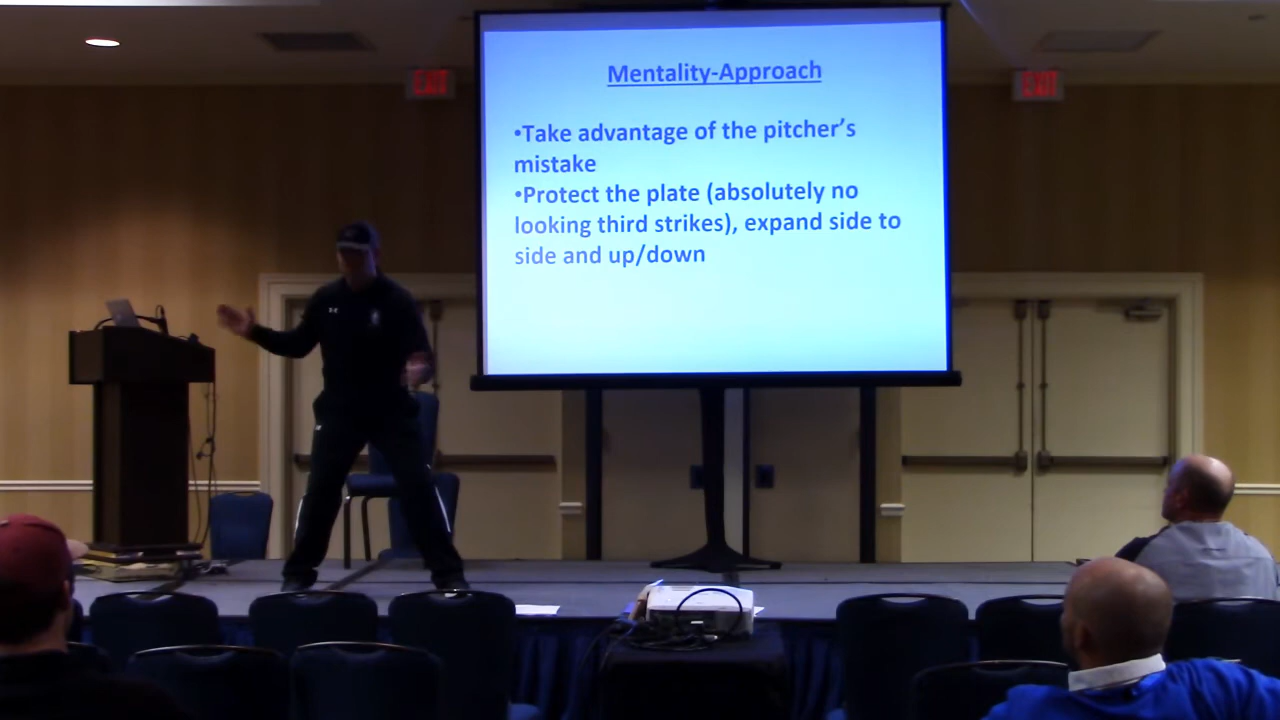 Mentality-Approach
•Take advantage of the pitcher's
mistake
•Protect the plate (absolutely no
looking third strikes), expand side to
side and up/down
EXIT
EXIT